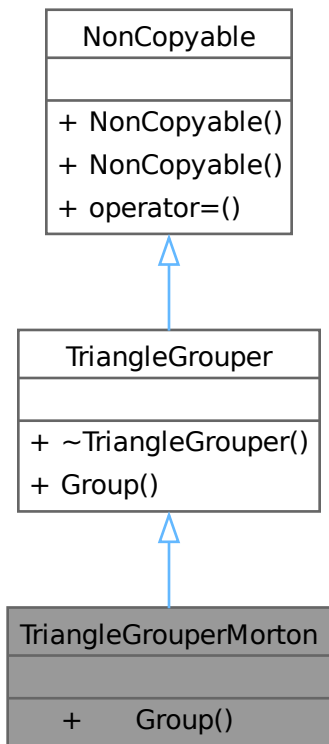 NonCopyable
+ NonCopyable()
+ NonCopyable()
+ operator=()
TriangleGrouper
+ ~TriangleGrouper()
+ Group()
TriangleGrouperMorton
+ Group()